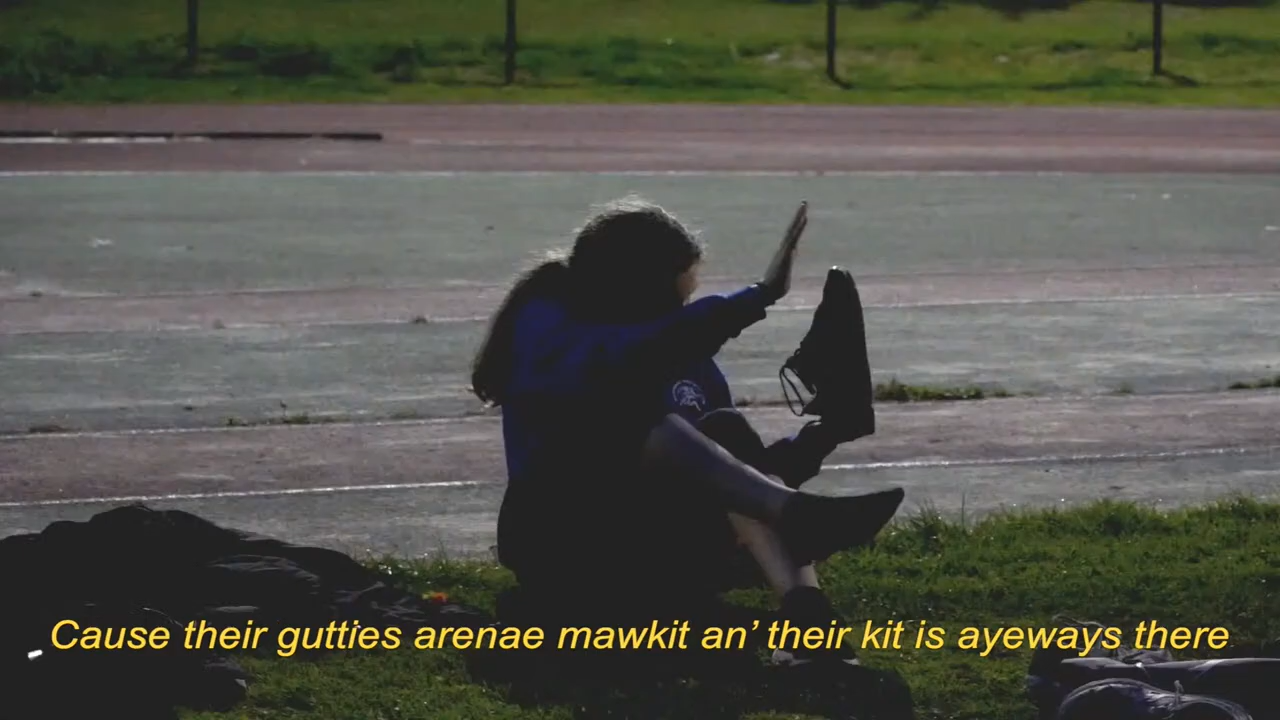 Cause their gutties arenae mawkit an’ their kit is ayeways there